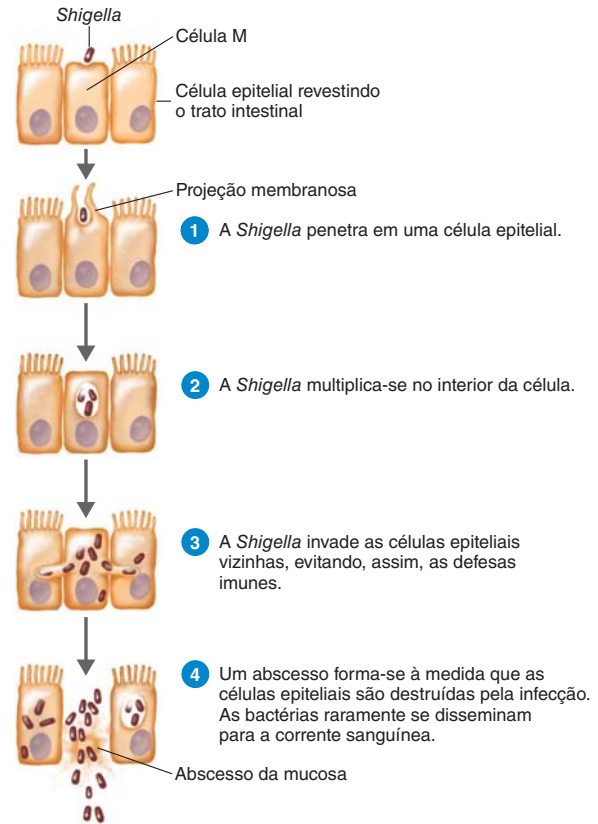 Shigella
Célula M
Célula epitelial revestindo
o trato intestinal
Projeção membranosa
1 A Shigella penetra em uma célula epitelial.
2 A Shigella multiplica-se no interior da célula.
3 A Shigella invade as células epiteliais
vizinhas, evitando, assim, as defesas
imunes.
4 Um abscesso forma-se à medida que as
células epiteliais são destruídas pela infecção.
As bactérias raramente se disseminam
para a corrente sanguínea.
Abscesso da mucosa